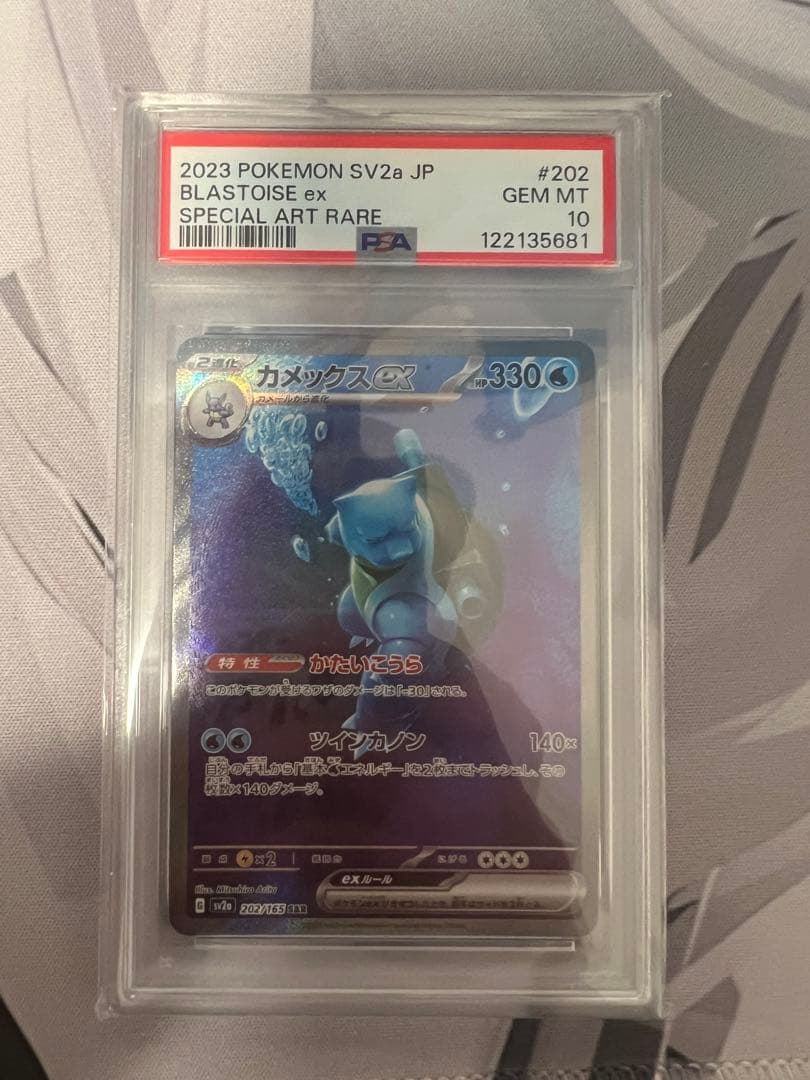 2023 POKEMON SV2a JP #202
BLASTOISE ex GEM MT
SPECIAL ART RARE 10
PSA 122135681
2進化 カメックスex HP330
カメールから進化
特性 かたいこうら
このポケモンが受けるワザのダメージは「-30」される。
ツインカノン 140×
自分の手札から「基本エネルギー」を2枚までトラッシュし、その
枚数×140ダメージ。
×2 にげる
exルール
Illus. Mitsuhiro Arita
G SV2a 202/165 SAR